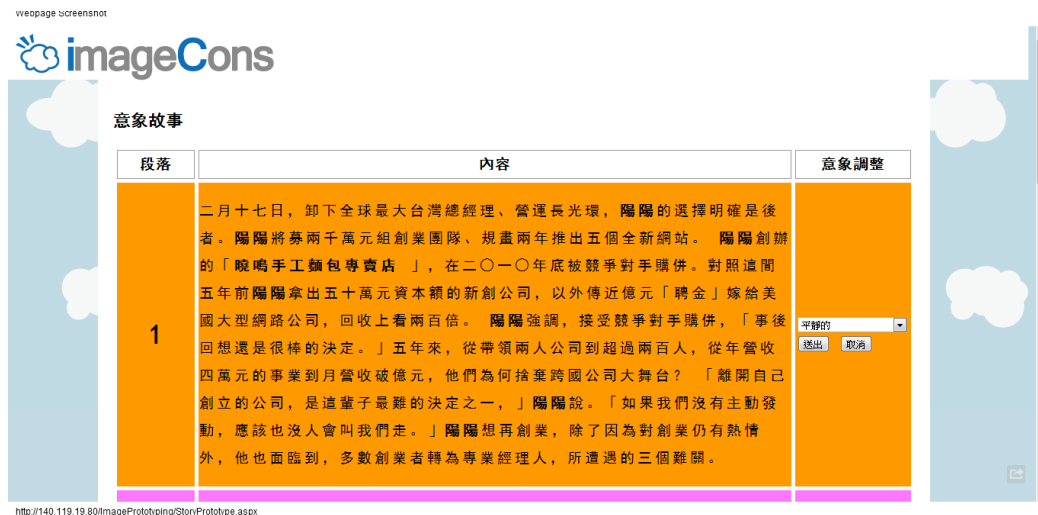 Webpage Screenshot
imageCons
意象故事
段落 內容 意象調整
二月十七日，卸下全球最大台灣總經理、營運長光環，陽陽的選擇明確是後
者。陽陽將募兩千萬元組創業團隊、規畫兩年推出五個全新網站。 陽陽創辦
的「曉鳴手工麵包專賣店 」，在二〇一〇年底被競爭對手購併。對照這間
五年前陽陽拿出五十萬元資本額的新創公司，以外傳近億元「聘金」嫁給美
國大型網路公司，回收上看兩百倍。 陽陽強調，接受競爭對手購併，「事後
回想還是很棒的決定。」五年來，從帶領兩人公司到超過兩百人，從年營收
四萬元的事業到月營收破億元，他們為何捨棄跨國公司大舞台？ 「離開自己
創立的公司，是這輩子最難的決定之一，」陽陽說。「如果我們沒有主動發
動，應該也沒人會叫我們走。」陽陽想再創業，除了因為對創業仍有熱情
外，他也面臨到，多數創業者轉為專業經理人，所遭遇的三個難關。
1
平靜的
送出 取消
http://140.119.19.80/ImagePrototyping/StoryPrototype.aspx